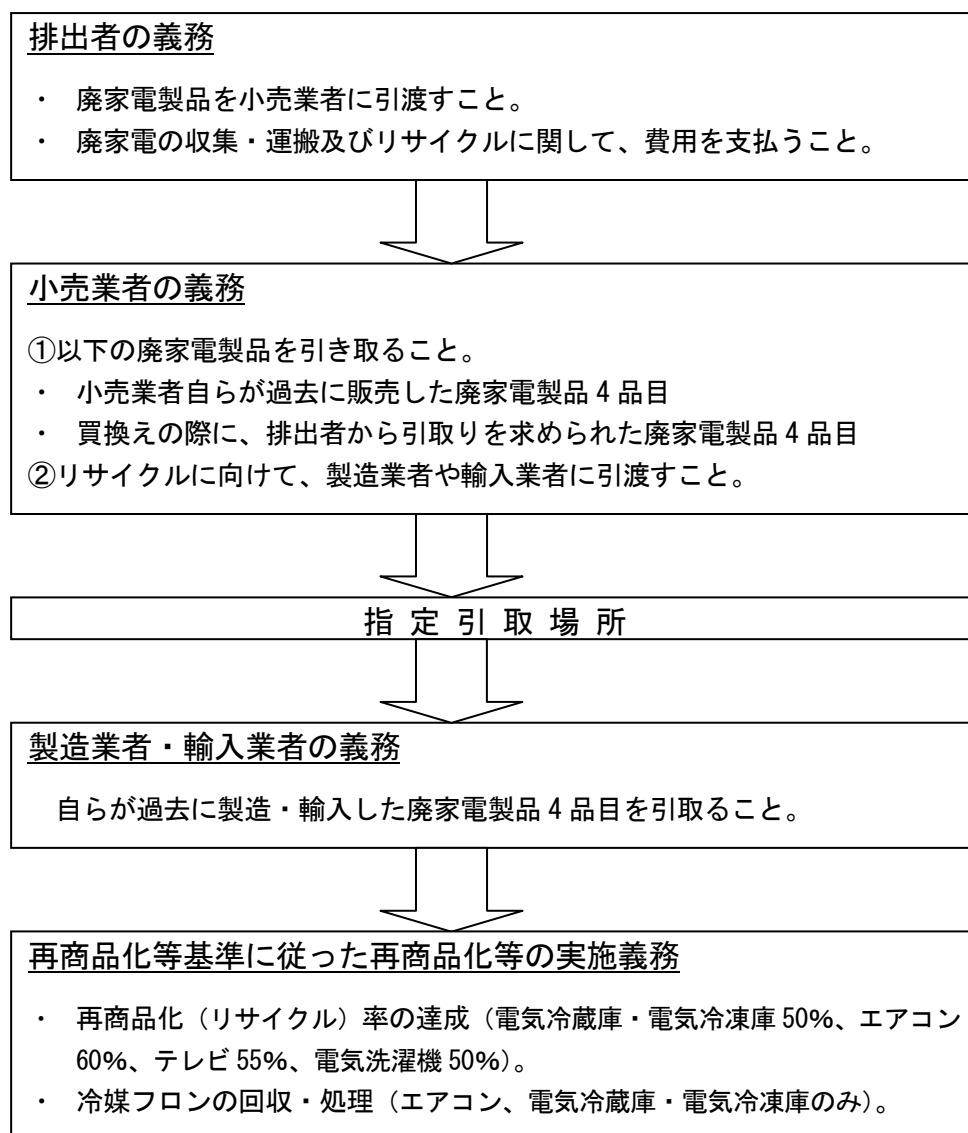 排出者の義務
・ 廃家電製品を小売業者に引渡すこと。
・ 廃家電の収集・運搬及びリサイクルに関して、費用を支払うこと。
小売業者の義務
①以下の廃家電製品を引き取ること。
・ 小売業者自らが過去に販売した廃家電製品 4 品目
・ 買換えの際に、排出者から引取りを求められた廃家電製品 4 品目
②リサイクルに向けて、製造業者や輸入業者に引渡すこと。
指 定 引 取 場 所
製造業者・輸入業者の義務
自らが過去に製造・輸入した廃家電製品 4 品目を引取ること。
再商品化等基準に従った再商品化等の実施義務
・ 再商品化（リサイクル）率の達成（電気冷蔵庫・電気冷凍庫 50%、エアコン
60%、テレビ 55%、電気洗濯機 50%）。
・ 冷媒フロンの回収・処理（エアコン、電気冷蔵庫・電気冷凍庫のみ）。